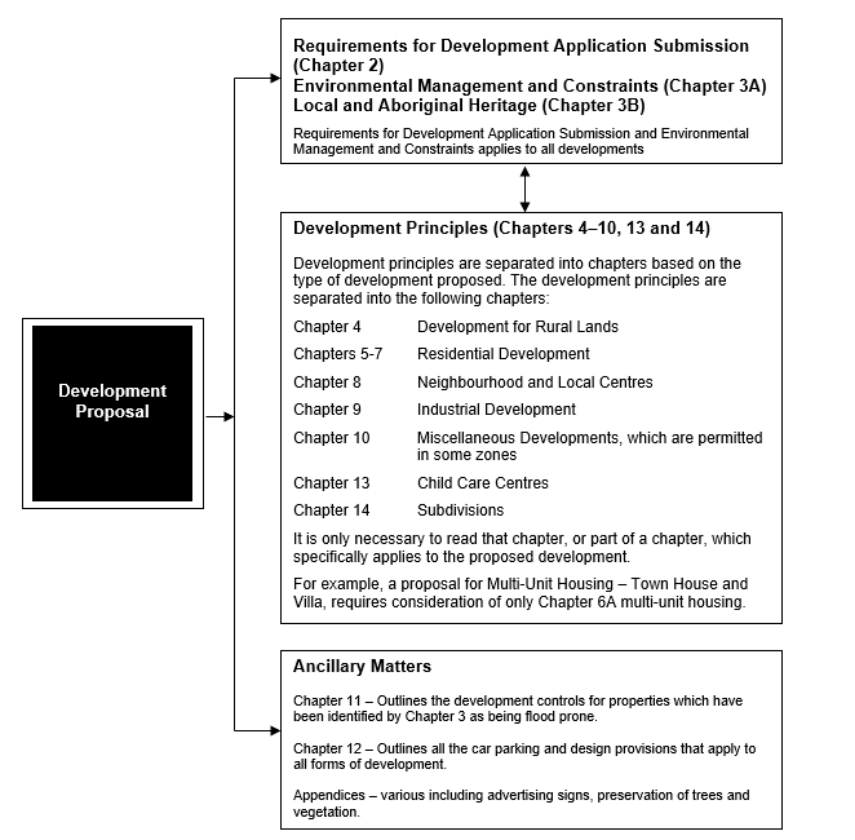 Requirements for Development Application Submission
(Chapter 2)
Environmental Management and Constraints (Chapter 3A)
Local and Aboriginal Heritage (Chapter 3B)
Requirements for Development Application Submission and Environmental
Management and Constraints applies to all developments
Development Principles (Chapters 4–10, 13 and 14)
Development principles are separated into chapters based on the
type of development proposed. The development principles are
separated into the following chapters:
Chapter 4 Development for Rural Lands
Chapters 5-7 Residential Development
Chapter 8 Neighbourhood and Local Centres
Chapter 9 Industrial Development
Chapter 10 Miscellaneous Developments, which are permitted
in some zones
Chapter 13 Child Care Centres
Chapter 14 Subdivisions
It is only necessary to read that chapter, or part of a chapter, which
specifically applies to the proposed development.
For example, a proposal for Multi-Unit Housing – Town House and
Villa, requires consideration of only Chapter 6A multi-unit housing.
Development
Proposal
Ancillary Matters
Chapter 11 – Outlines the development controls for properties which have
been identified by Chapter 3 as being flood prone.
Chapter 12 – Outlines all the car parking and design provisions that apply to
all forms of development.
Appendices – various including advertising signs, preservation of trees and
vegetation.